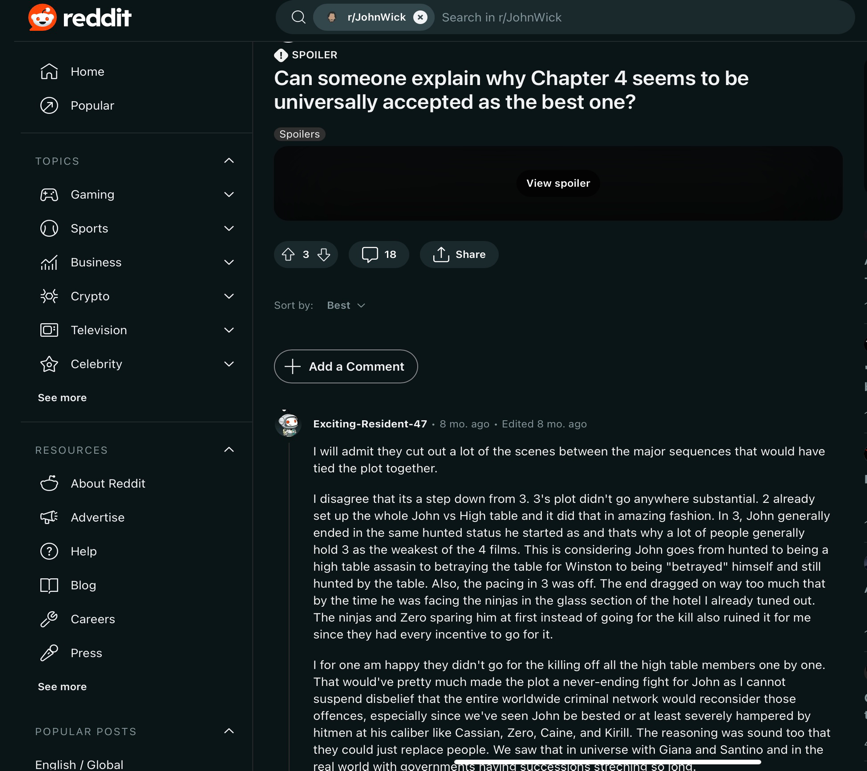 reddit
r/JohnWick
Search in r/JohnWick
Home
Popular
TOPICS
Gaming
Sports
Business
Crypto
Television
Celebrity
See more
RESOURCES
About Reddit
Advertise
Help
Blog
Careers
Press
See more
POPULAR POSTS
English / Global
SPOILER
Can someone explain why Chapter 4 seems to be
universally accepted as the best one?
Spoilers
View spoiler
3
18
Share
Sort by: Best
Add a Comment
Exciting-Resident-47 • 8 mo. ago • Edited 8 mo. ago
I will admit they cut out a lot of the scenes between the major sequences that would have
tied the plot together.
I disagree that its a step down from 3. 3's plot didn't go anywhere substantial. 2 already
set up the whole John vs High table and it did that in amazing fashion. In 3, John generally
ended in the same hunted status he started as and thats why a lot of people generally
hold 3 as the weakest of the 4 films. This is considering John goes from hunted to being a
high table assasin to betraying the table for Winston to being "betrayed" himself and still
hunted by the table. Also, the pacing in 3 was off. The end dragged on way too much that
by the time he was facing the ninjas in the glass section of the hotel I already tuned out.
The ninjas and Zero sparing him at first instead of going for the kill also ruined it for me
since they had every incentive to go for it.
I for one am happy they didn't go for the killing off all the high table members one by one.
That would've pretty much made the plot a never-ending fight for John as I cannot
suspend disbelief that the entire worldwide criminal network would reconsider those
offences, especially since we've seen John be bested or at least severely hampered by
hitmen at his caliber like Cassian, Zero, Caine, and Kirill. The reasoning was sound too that
they could just replace people. We saw that in universe with Giana and Santino and in the
real world with governments having successions streching so long.